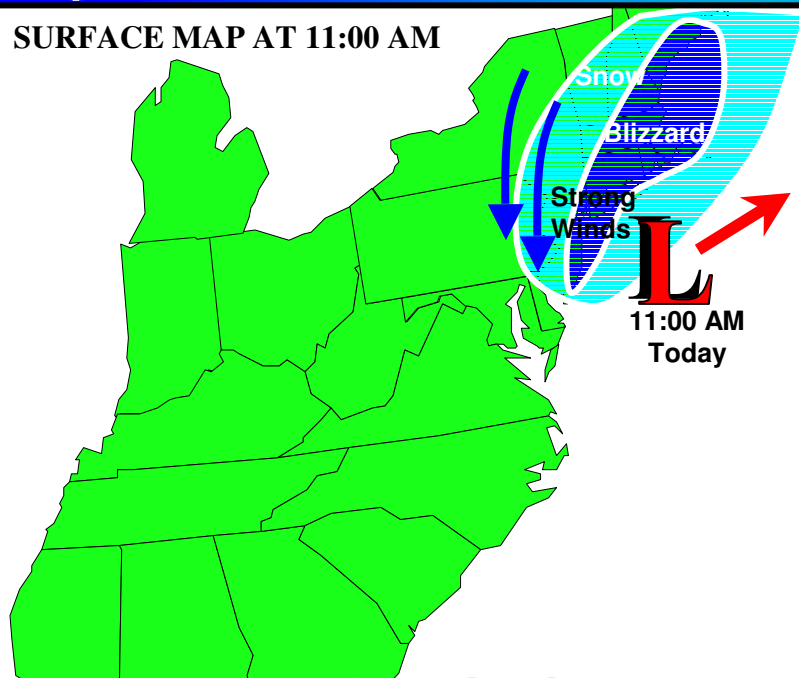 SURFACE MAP AT 11:00 AM
Snow
Blizzard
Strong
Winds
L
11:00 AM
Today